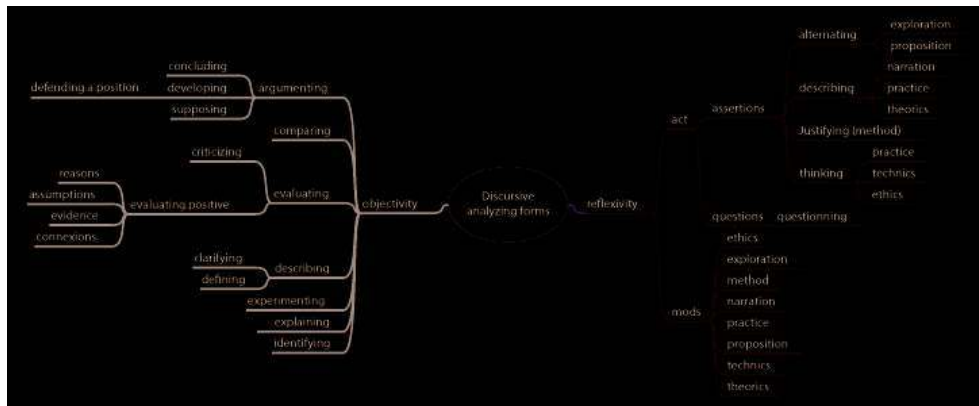 concluding
defending a position
developing
argumenting
supposing
comparing
criticizing
reasons
assumptions
evaluating positive
evaluating
evidence
connexions
objectivity
clarifying
describing
defining
experimenting
explaining
identifying
Discursive
analyzing forms
reflexivity
act
assertions
alternating
exploration
proposition
describing
narration
practice
theorics
Justifying (method)
thinking
practice
technics
ethics
questions
questionning
mods
ethics
exploration
method
narration
practice
proposition
technics
theorics